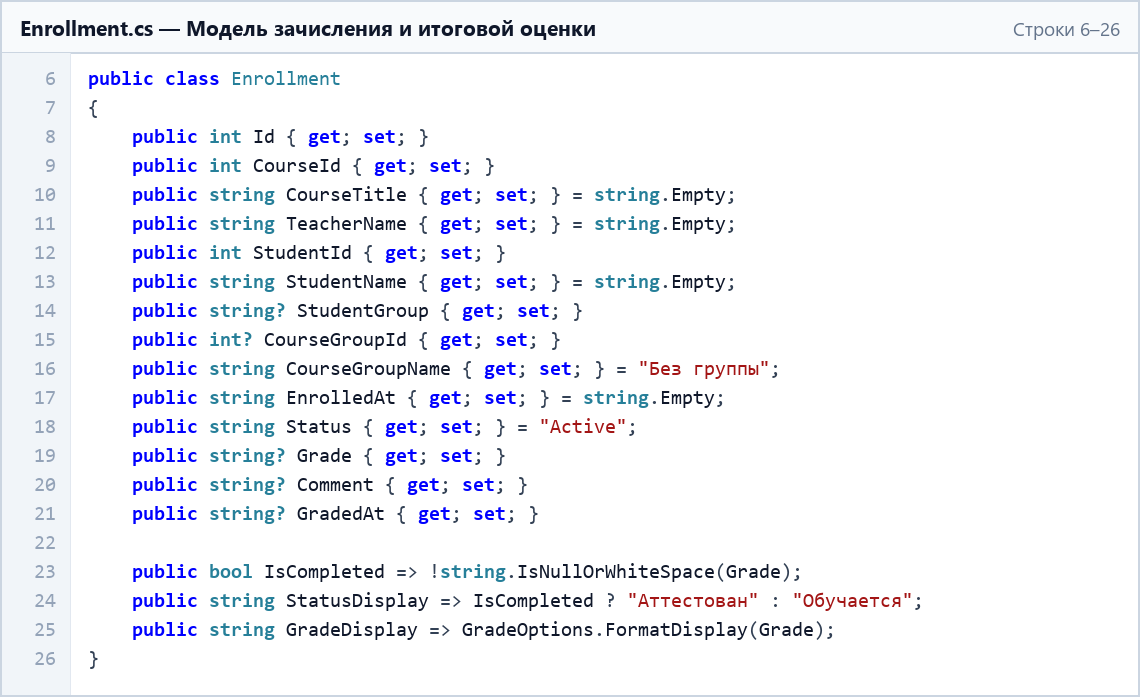 Enrollment.cs — Модель зачисления и итоговой оценки Строки 6–26
6 public class Enrollment
7 {
8 public int Id { get; set; }
9 public int CourseId { get; set; }
10 public string CourseTitle { get; set; } = string.Empty;
11 public string TeacherName { get; set; } = string.Empty;
12 public int StudentId { get; set; }
13 public string StudentName { get; set; } = string.Empty;
14 public string? StudentGroup { get; set; }
15 public int? CourseGroupId { get; set; }
16 public string CourseGroupName { get; set; } = "Без группы";
17 public string EnrolledAt { get; set; } = string.Empty;
18 public string Status { get; set; } = "Active";
19 public string? Grade { get; set; }
20 public string? Comment { get; set; }
21 public string? GradedAt { get; set; }
22
23 public bool IsCompleted => !string.IsNullOrWhiteSpace(Grade);
24 public string StatusDisplay => IsCompleted ? "Аттестован" : "Обучается";
25 public string GradeDisplay => GradeOptions.FormatDisplay(Grade);
26 }